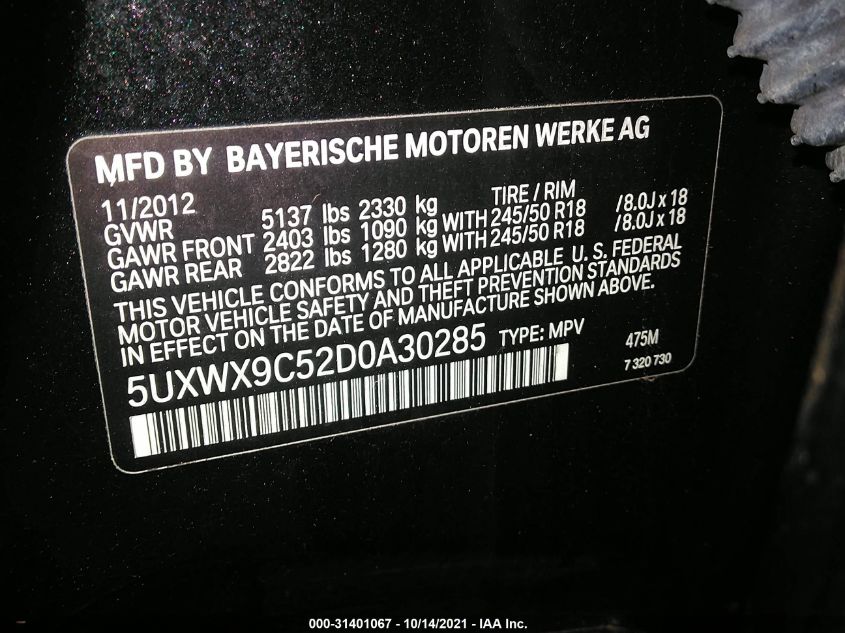 MFD BY BAYERISCHE MOTOREN WERKE AG
11/2012 TIRE / RIM
GVWR 5137 lbs 2330 kg
GAWR FRONT 2403 lbs 1090 kg WITH 245/50 R18 /8.0J x 18
GAWR REAR 2822 lbs 1280 kg WITH 245/50 R18 /8.0J x 18
THIS VEHICLE CONFORMS TO ALL APPLICABLE U. S. FEDERAL
MOTOR VEHICLE SAFETY AND THEFT PREVENTION STANDARDS
IN EFFECT ON THE DATE OF MANUFACTURE SHOWN ABOVE.
5UXWX9C52D0A30285 TYPE: MPV 475M
7 320 730
000-31401067 - 10/14/2021 - IAA Inc.